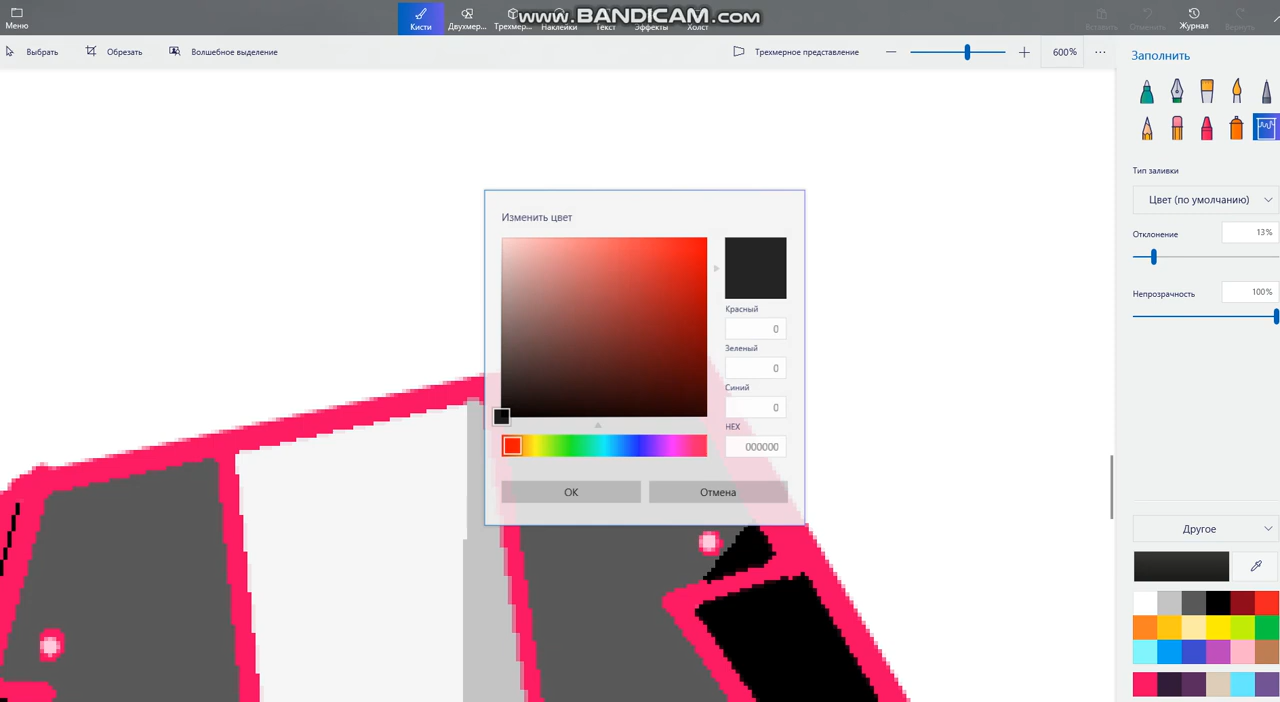 www.BANDICAM.com
Меню
Кисти
Двухмер...
Трехмер...
Наклейки
Текст
Эффекты
Холст
Вставить
Отменить
Журнал
Вернуть
Выбрать
Обрезать
Волшебное выделение
Трехмерное представление
600%
Заполнить
Тип заливки
Цвет (по умолчанию)
Отклонение
13%
Непрозрачность
100%
Изменить цвет
Красный
0
Зеленый
0
Синий
0
HEX
000000
OK
Отмена
Другое